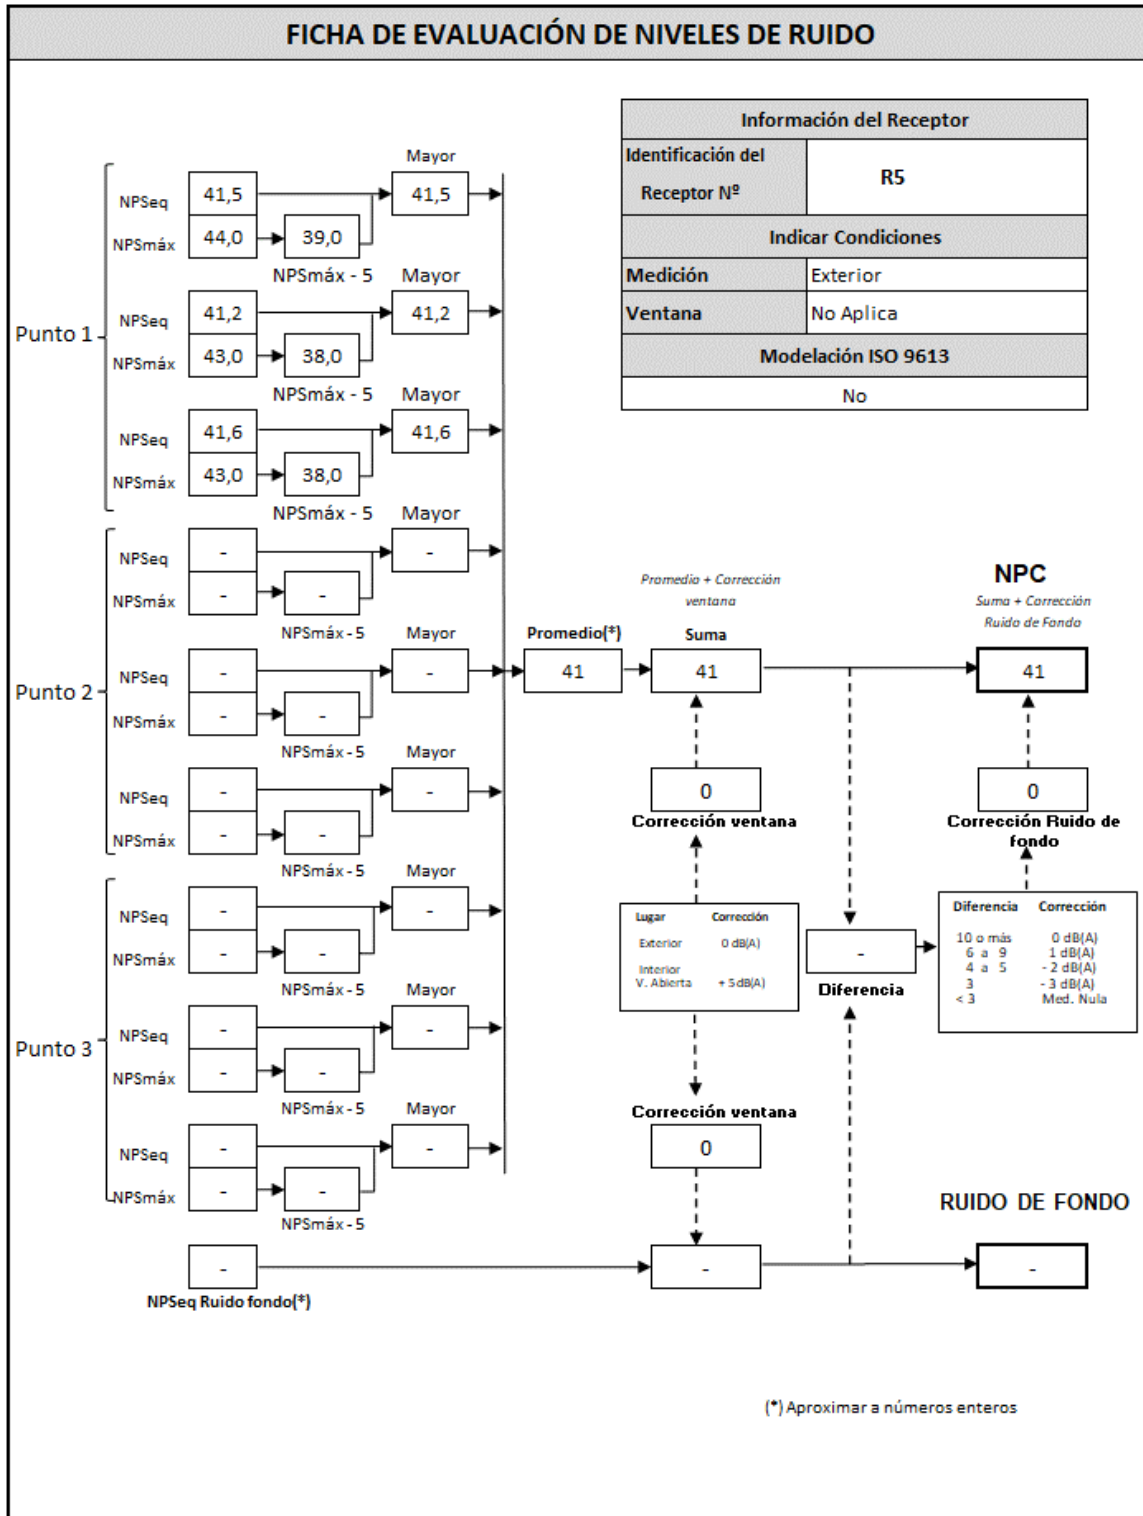 FICHA DE EVALUACIÓN DE NIVELES DE RUIDO
Información del Receptor
Identificación del Receptor Nº
R5
Indicar Condiciones
Medición
Exterior
Ventana
No Aplica
Modelación ISO 9613
No
Punto 1
Mayor
NPSeq
41,5
41,5
NPSmáx
44,0
39,0
NPSmáx - 5
Mayor
NPSeq
41,2
41,2
NPSmáx
43,0
38,0
NPSmáx - 5
Mayor
NPSeq
41,6
41,6
NPSmáx
43,0
38,0
NPSmáx - 5
Punto 2
Mayor
NPSeq
-
-
NPSmáx
-
-
NPSmáx - 5
Mayor
NPSeq
-
-
NPSmáx
-
-
NPSmáx - 5
Mayor
NPSeq
-
-
NPSmáx
-
-
NPSmáx - 5
Punto 3
Mayor
NPSeq
-
-
NPSmáx
-
-
NPSmáx - 5
Mayor
NPSeq
-
-
NPSmáx
-
-
NPSmáx - 5
Mayor
NPSeq
-
-
NPSmáx
-
-
NPSmáx - 5
-
NPSeq Ruido fondo(*)
Promedio(*)
41
Promedio + Corrección
ventana
Suma
41
0
Corrección ventana
Lugar Corrección
Exterior 0 dB(A)
Interior
V. Abierta + 5 dB(A)
Corrección ventana
0
-
-
Diferencia
NPC
Suma + Corrección
Ruido de Fondo
41
0
Corrección Ruido de
fondo
Diferencia Corrección
10 o más 0 dB(A)
6 a 9 1 dB(A)
4 a 5 - 2 dB(A)
3 - 3 dB(A)
< 3 Med. Nula
RUIDO DE FONDO
-
(*) Aproximar a números enteros